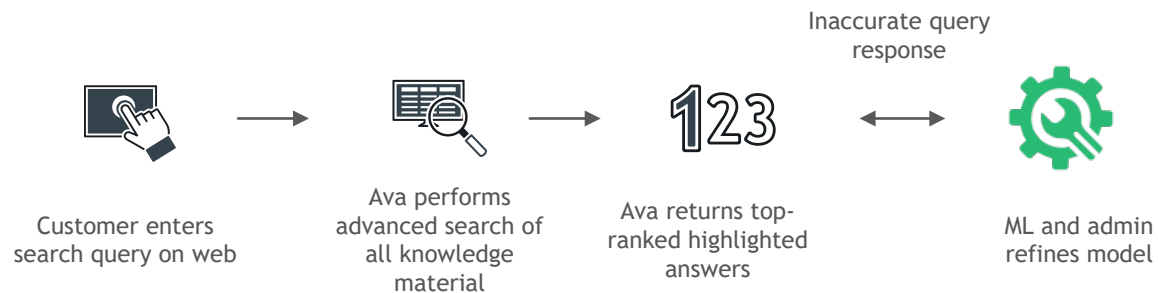 Inaccurate query
response
123
Customer enters
search query on web
Ava performs
advanced search of
all knowledge
material
Ava returns top-
ranked highlighted
answers
ML and admin
refines model